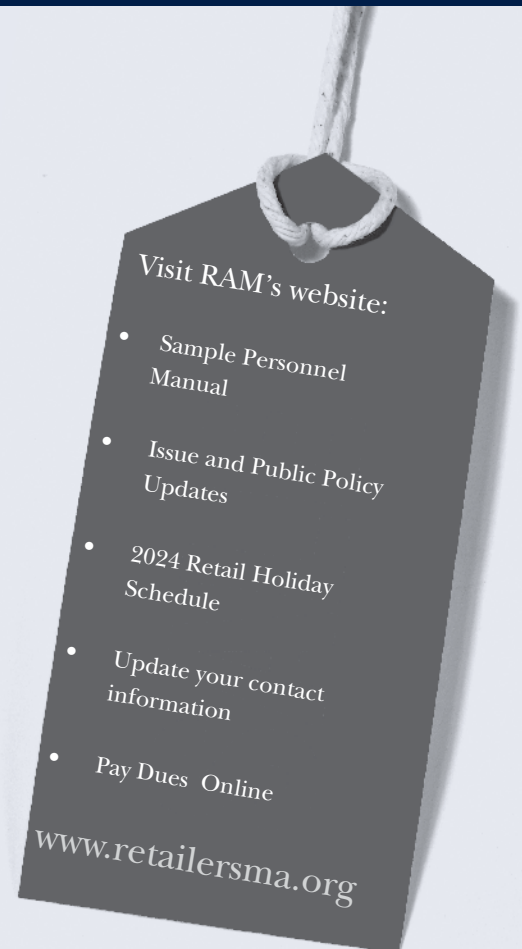 Visit RAM's website:
• Sample Personnel
Manual
• Issue and Public Policy
Updates
• 2024 Retail Holiday
Schedule
• Update your contact
information
• Pay Dues Online
www.retailersma.org